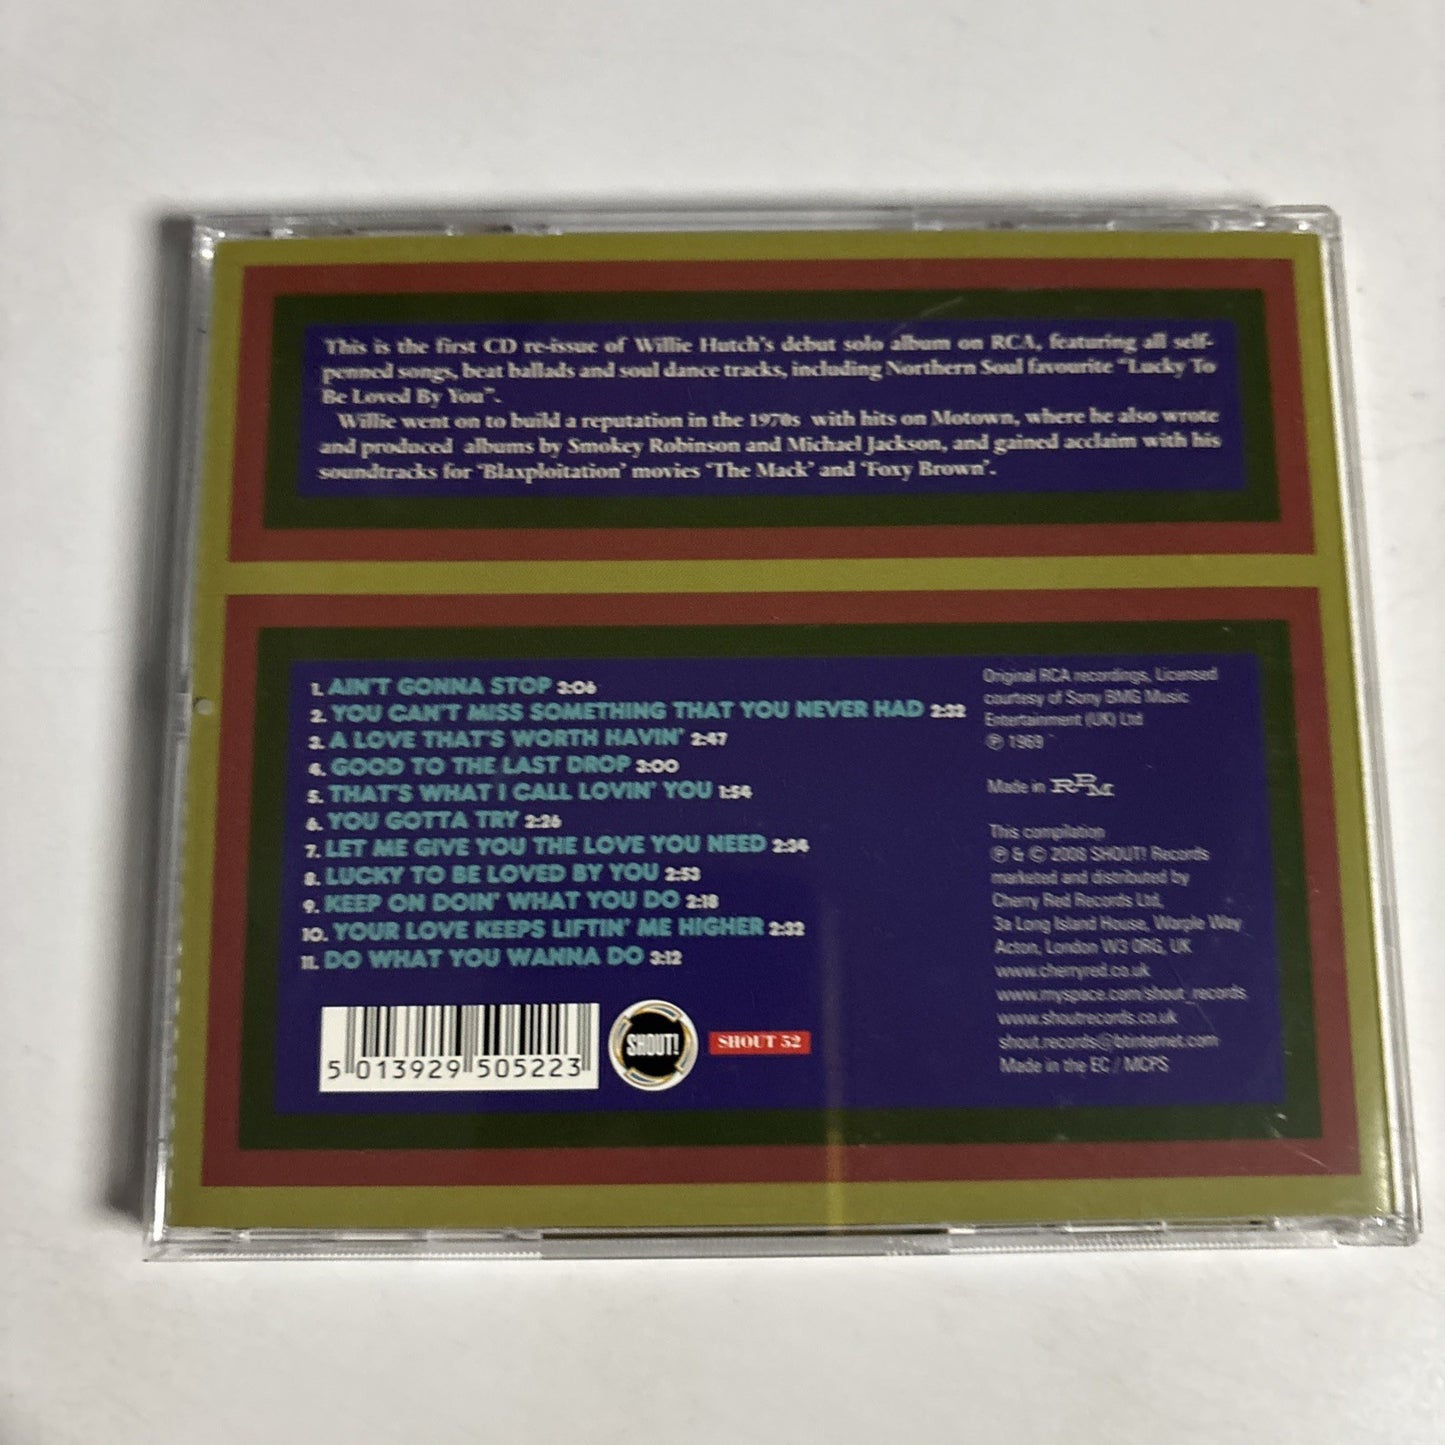 This is the first CD re-issue of Willie Hutch's debut solo album on RCA, featuring all self-
penned songs, beat ballads and soul dance tracks, including Northern Soul favourite "Lucky To
Be Loved By You".
Willie went on to build a reputation in the 1970s with hits on Motown, where he also wrote
and produced albums by Smokey Robinson and Michael Jackson, and gained acclaim with his
soundtracks for 'Blaxploitation' movies 'The Mack' and 'Foxy Brown'.
1. AIN'T GONNA STOP 3:06
2. YOU CAN'T MISS SOMETHING THAT YOU NEVER HAD 2:32
3. A LOVE THAT'S WORTH HAVIN' 2:47
4. GOOD TO THE LAST DROP 3:00
5. THAT'S WHAT I CALL LOVIN' YOU 1:54
6. YOU GOTTA TRY 2:26
7. LET ME GIVE YOU THE LOVE YOU NEED 2:34
8. LUCKY TO BE LOVED BY YOU 2:53
9. KEEP ON DOIN' WHAT YOU DO 2:18
10. YOUR LOVE KEEPS LIFTIN' ME HIGHER 2:32
11. DO WHAT YOU WANNA DO 3:12
5 013929 505223
SHOUT!
SHOUT 52
Original RCA recordings, Licensed
courtesy of Sony BMG Music
Entertainment (UK) Ltd
℗ 1969
Made in RPM
This compilation
℗ & © 2008 SHOUT! Records
marketed and distributed by
Cherry Red Records Ltd,
3a Long Island House, Warple Way
Acton, London W3 0RG, UK
www.cherryred.co.uk
www.myspace.com/shout_records
www.shoutrecords.co.uk
shout.records@btinternet.com
Made in the EC / MCPS